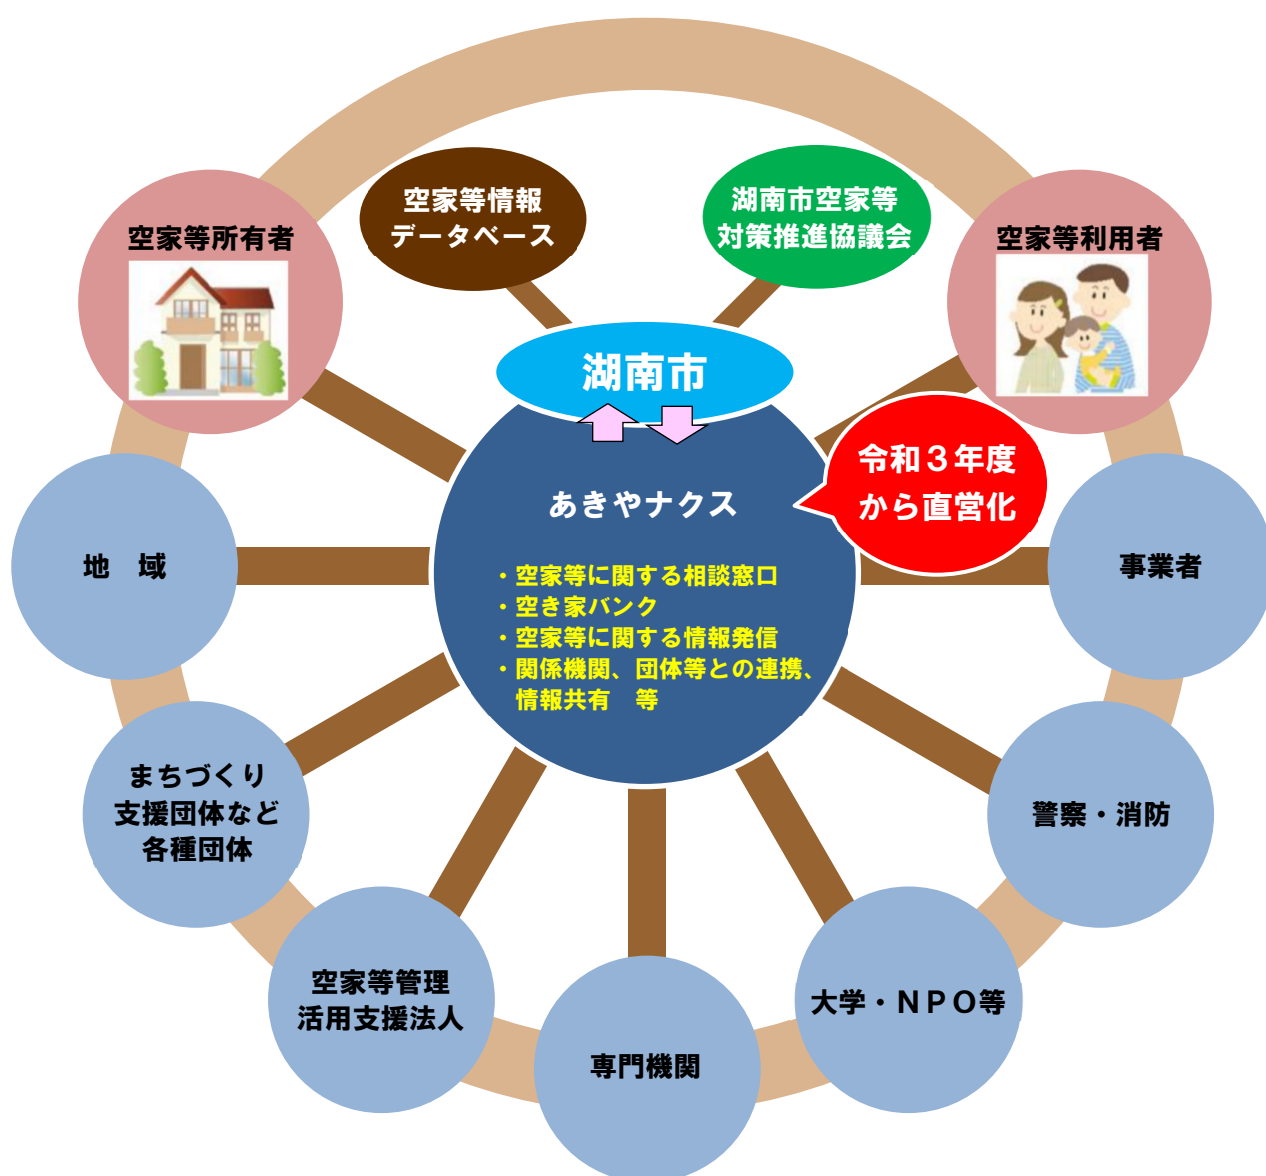 空家等情報
データベース
湖南市空家等
対策推進協議会
空家等所有者
空家等利用者
湖南市
令和３年度
から直営化
あきやナクス
・空家等に関する相談窓口
・空き家バンク
・空家等に関する情報発信
・関係機関、団体等との連携、
情報共有　等
地　域
事業者
まちづくり
支援団体など
各種団体
警察・消防
空家等管理
活用支援法人
大学・ＮＰＯ等
専門機関